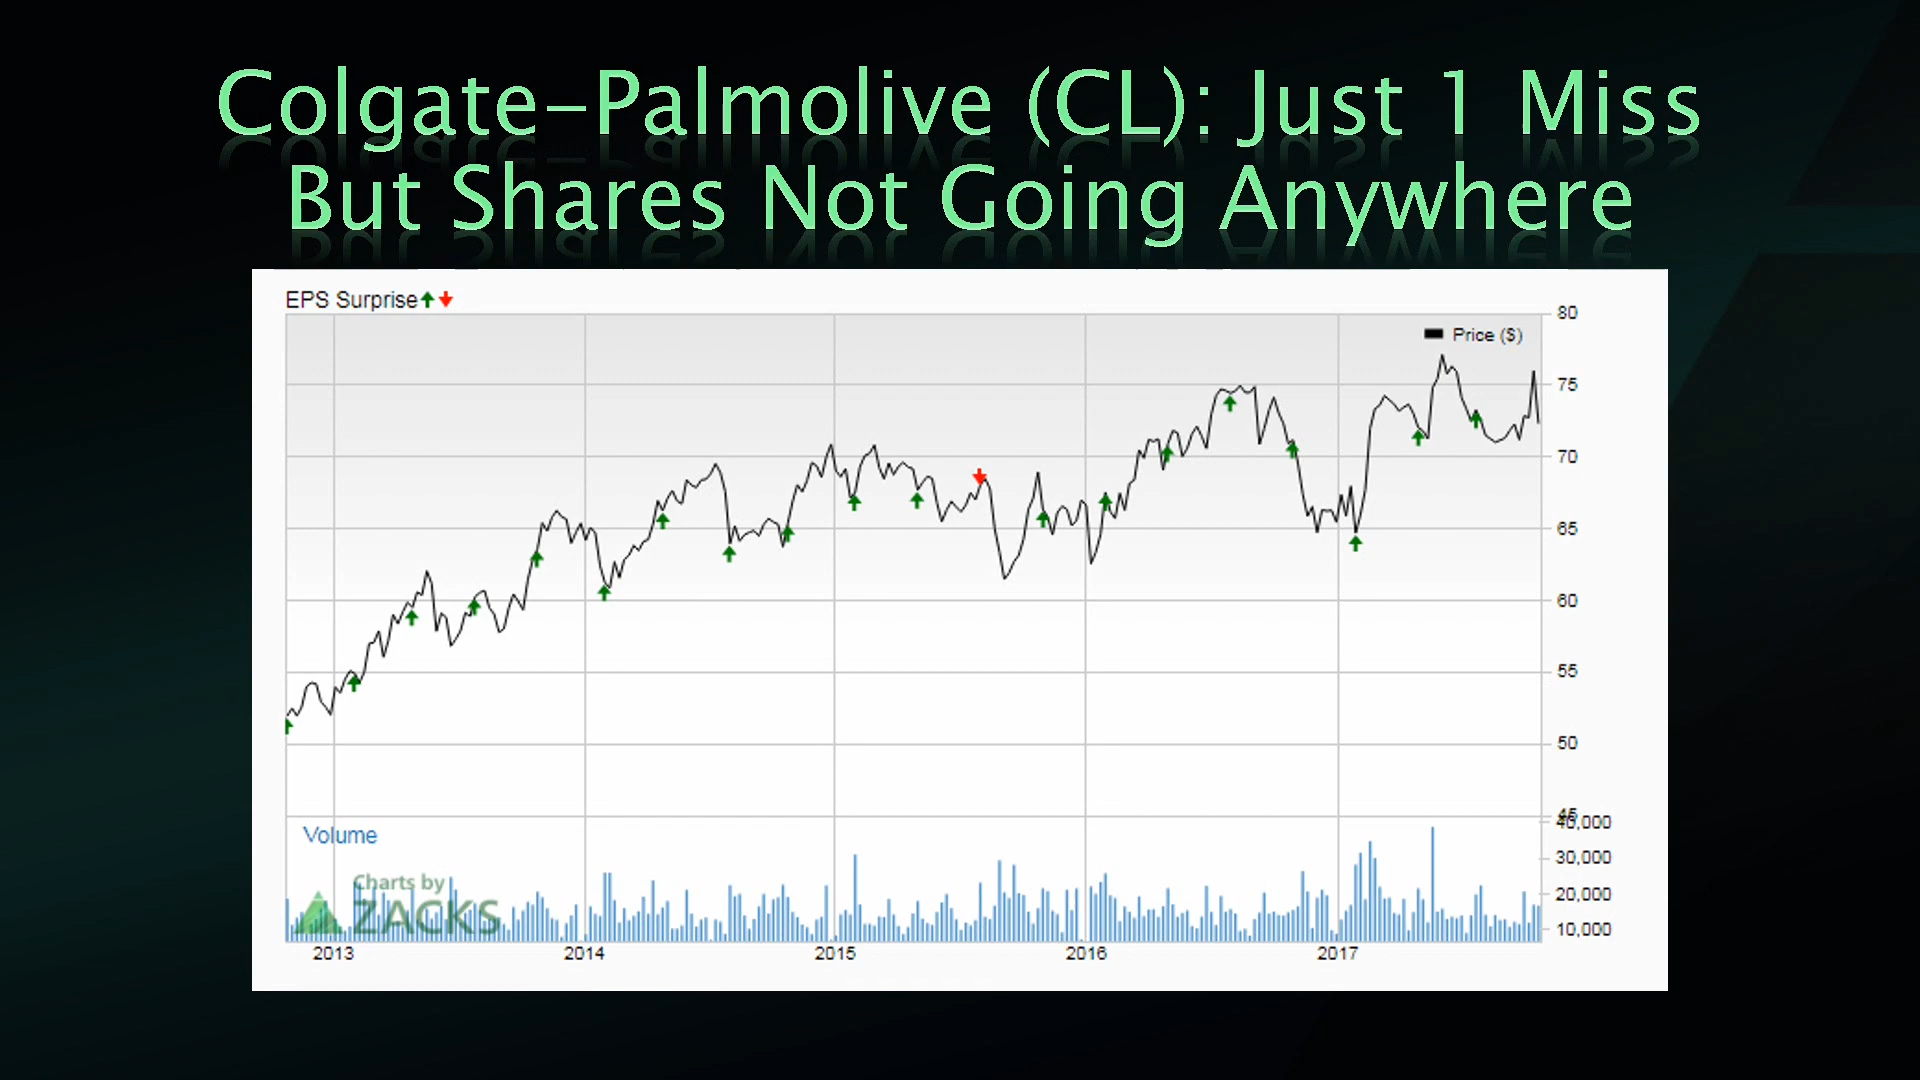 Colgate-Palmolive (CL): Just 1 Miss
But Shares Not Going Anywhere
EPS Surprise
Price ($)
80
75
70
65
60
55
50
45
Volume
40,000
30,000
20,000
10,000
Charts by
ZACKS
2013 2014 2015 2016 2017